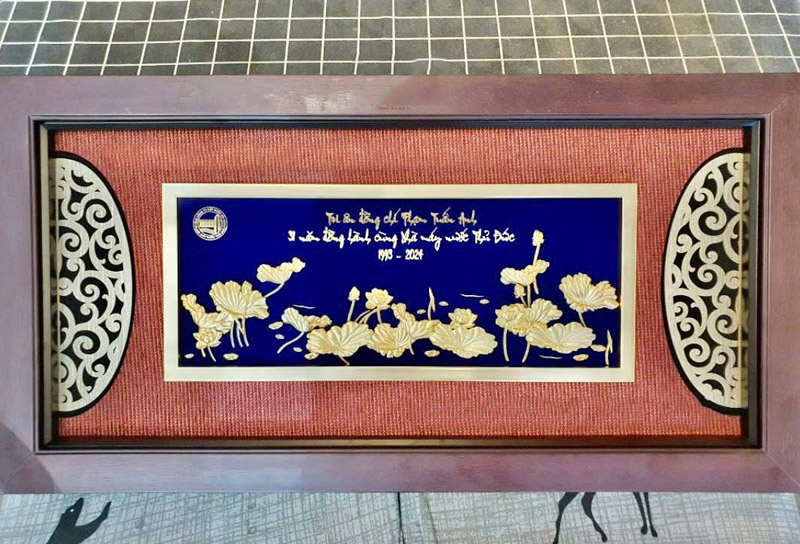 Tri ân đồng chí Phạm Tuấn Anh
31 năm đồng hành cùng Nhà máy nước Thủ Đức
1993 - 2024